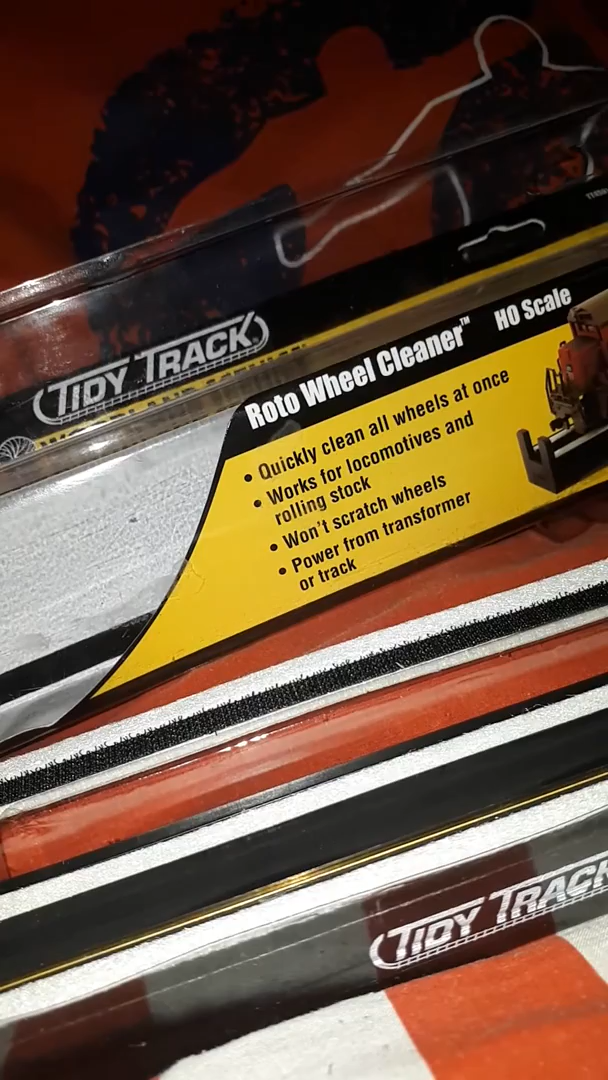 TIDY TRACK
Roto Wheel Cleaner™ HO Scale
• Quickly clean all wheels at once
• Works for locomotives and
rolling stock
• Won't scratch wheels
• Power from transformer
or track
TIDY TRACK